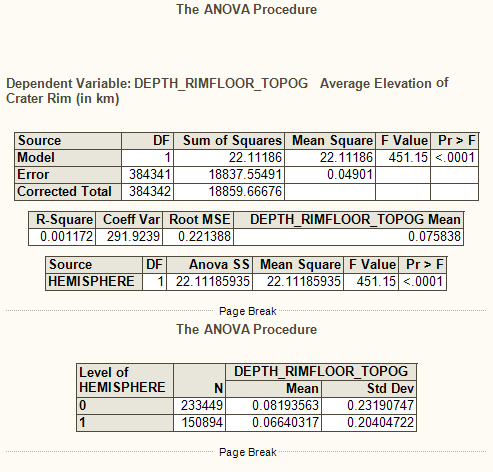 The ANOVA Procedure
Dependent Variable: DEPTH_RIMFLOOR_TOPOG Average Elevation of
Crater Rim (in km)
Source DF Sum of Squares Mean Square F Value Pr > F
Model 1 22.11186 22.11186 451.15 <.0001
Error 384341 18837.55491 0.04901
Corrected Total 384342 18859.66676
R-Square Coeff Var Root MSE DEPTH_RIMFLOOR_TOPOG Mean
0.001172 291.9239 0.221388 0.075838
Source DF Anova SS Mean Square F Value Pr > F
HEMISPHERE 1 22.11185935 22.11185935 451.15 <.0001
Page Break
The ANOVA Procedure
Level of
HEMISPHERE N DEPTH_RIMFLOOR_TOPOG
Mean Std Dev
0 233449 0.08193563 0.23190747
1 150894 0.06640317 0.20404722
Page Break